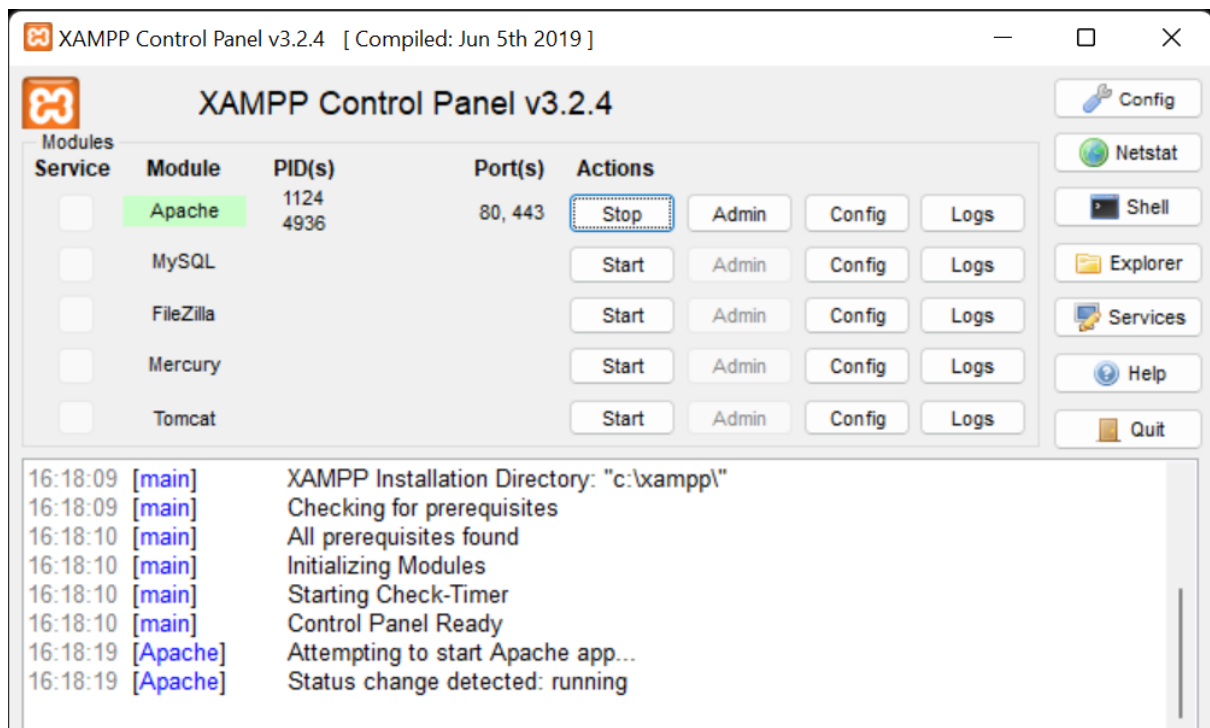 XAMPP Control Panel v3.2.4 [ Compiled: Jun 5th 2019 ]
XAMPP Control Panel v3.2.4
Config
Modules
Service Module PID(s) Port(s) Actions
Netstat
Apache 1124 4936 80, 443 Stop Admin Config Logs
Shell
MySQL Start Admin Config Logs
Explorer
FileZilla Start Admin Config Logs
Services
Mercury Start Admin Config Logs
Help
Tomcat Start Admin Config Logs
Quit
16:18:09 [main] XAMPP Installation Directory: "c:\xampp\"
16:18:09 [main] Checking for prerequisites
16:18:10 [main] All prerequisites found
16:18:10 [main] Initializing Modules
16:18:10 [main] Starting Check-Timer
16:18:10 [main] Control Panel Ready
16:18:19 [Apache] Attempting to start Apache app...
16:18:19 [Apache] Status change detected: running